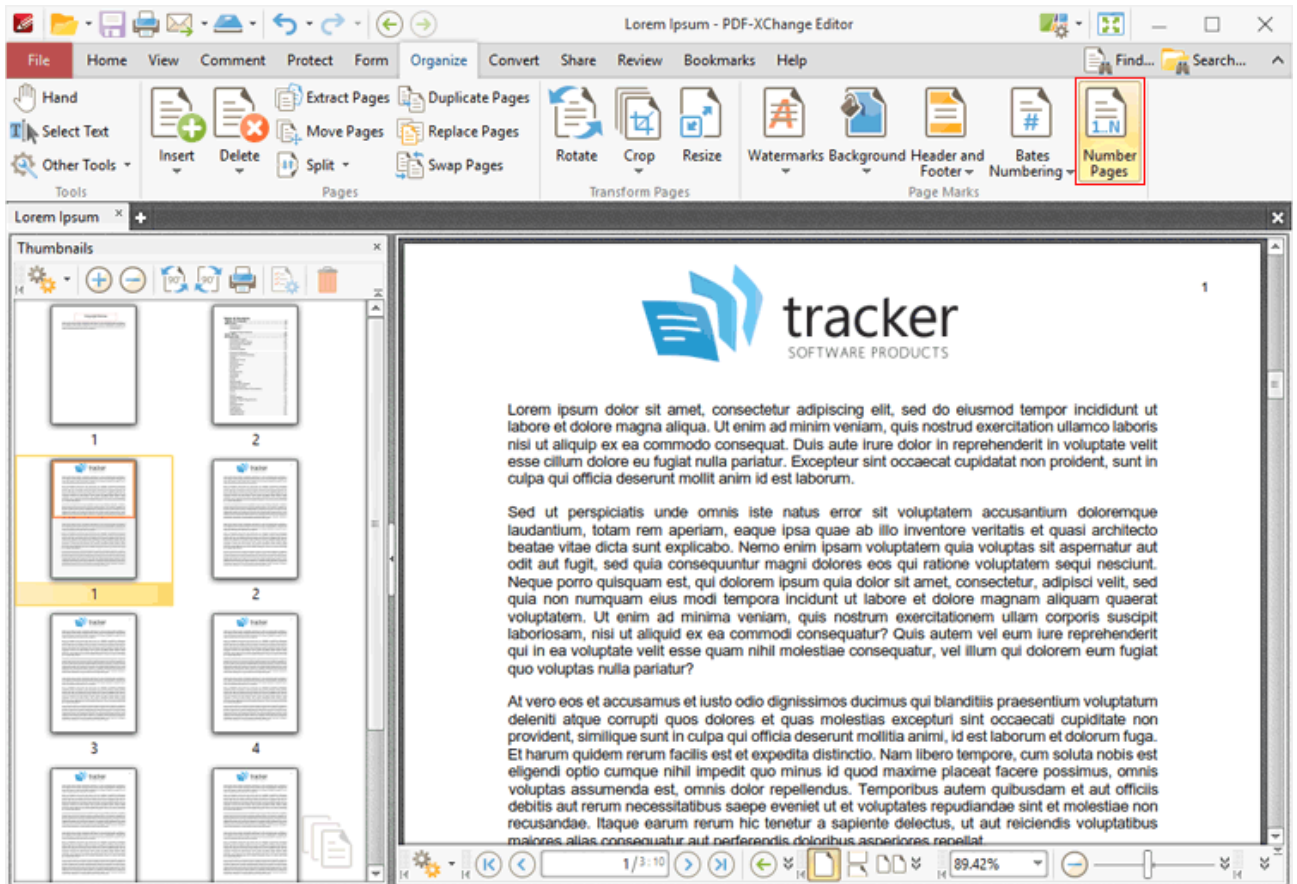 Lorem Ipsum - PDF-XChange Editor
File Home View Comment Protect Form Organize Convert Share Review Bookmarks Help Find... Search...
Hand
Select Text
Other Tools
Tools
Insert
Delete
Extract Pages
Move Pages
Split
Duplicate Pages
Replace Pages
Swap Pages
Pages
Rotate
Crop
Resize
Transform Pages
Watermarks
Background
Header and
Footer
#
Bates
Numbering
1..N
Number
Pages
Page Marks
Lorem Ipsum
Thumbnails
90°
90°
1
2
1
2
3
4
1
tracker
SOFTWARE PRODUCTS
Lorem ipsum dolor sit amet, consectetur adipiscing elit, sed do eiusmod tempor incididunt ut
labore et dolore magna aliqua. Ut enim ad minim veniam, quis nostrud exercitation ullamco laboris
nisi ut aliquip ex ea commodo consequat. Duis aute irure dolor in reprehenderit in voluptate velit
esse cillum dolore eu fugiat nulla pariatur. Excepteur sint occaecat cupidatat non proident, sunt in
culpa qui officia deserunt mollit anim id est laborum.
Sed ut perspiciatis unde omnis iste natus error sit voluptatem accusantium doloremque
laudantium, totam rem aperiam, eaque ipsa quae ab illo inventore veritatis et quasi architecto
beatae vitae dicta sunt explicabo. Nemo enim ipsam voluptatem quia voluptas sit aspernatur aut
odit aut fugit, sed quia consequuntur magni dolores eos qui ratione voluptatem sequi nesciunt.
Neque porro quisquam est, qui dolorem ipsum quia dolor sit amet, consectetur, adipisci velit, sed
quia non numquam eius modi tempora incidunt ut labore et dolore magnam aliquam quaerat
voluptatem. Ut enim ad minima veniam, quis nostrum exercitationem ullam corporis suscipit
laboriosam, nisi ut aliquid ex ea commodi consequatur? Quis autem vel eum iure reprehenderit
qui in ea voluptate velit esse quam nihil molestiae consequatur, vel illum qui dolorem eum fugiat
quo voluptas nulla pariatur?
At vero eos et accusamus et iusto odio dignissimos ducimus qui blanditiis praesentium voluptatum
deleniti atque corrupti quos dolores et quas molestias excepturi sint occaecati cupiditate non
provident, similique sunt in culpa qui officia deserunt mollitia animi, id est laborum et dolorum fuga.
Et harum quidem rerum facilis est et expedita distinctio. Nam libero tempore, cum soluta nobis est
eligendi optio cumque nihil impedit quo minus id quod maxime placeat facere possimus, omnis
voluptas assumenda est, omnis dolor repellendus. Temporibus autem quibusdam et aut officiis
debitis aut rerum necessitatibus saepe eveniet ut et voluptates repudiandae sint et molestiae non
recusandae. Itaque earum rerum hic tenetur a sapiente delectus, ut aut reiciendis voluptatibus
maiores alias consequatur aut perferendis doloribus asperiores repellat.
1/3:10
89.42%